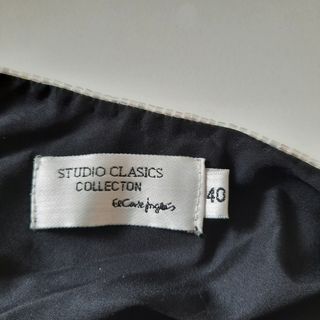 STUDIO CLASICS
COLLECTON
El Corte Inglés
40